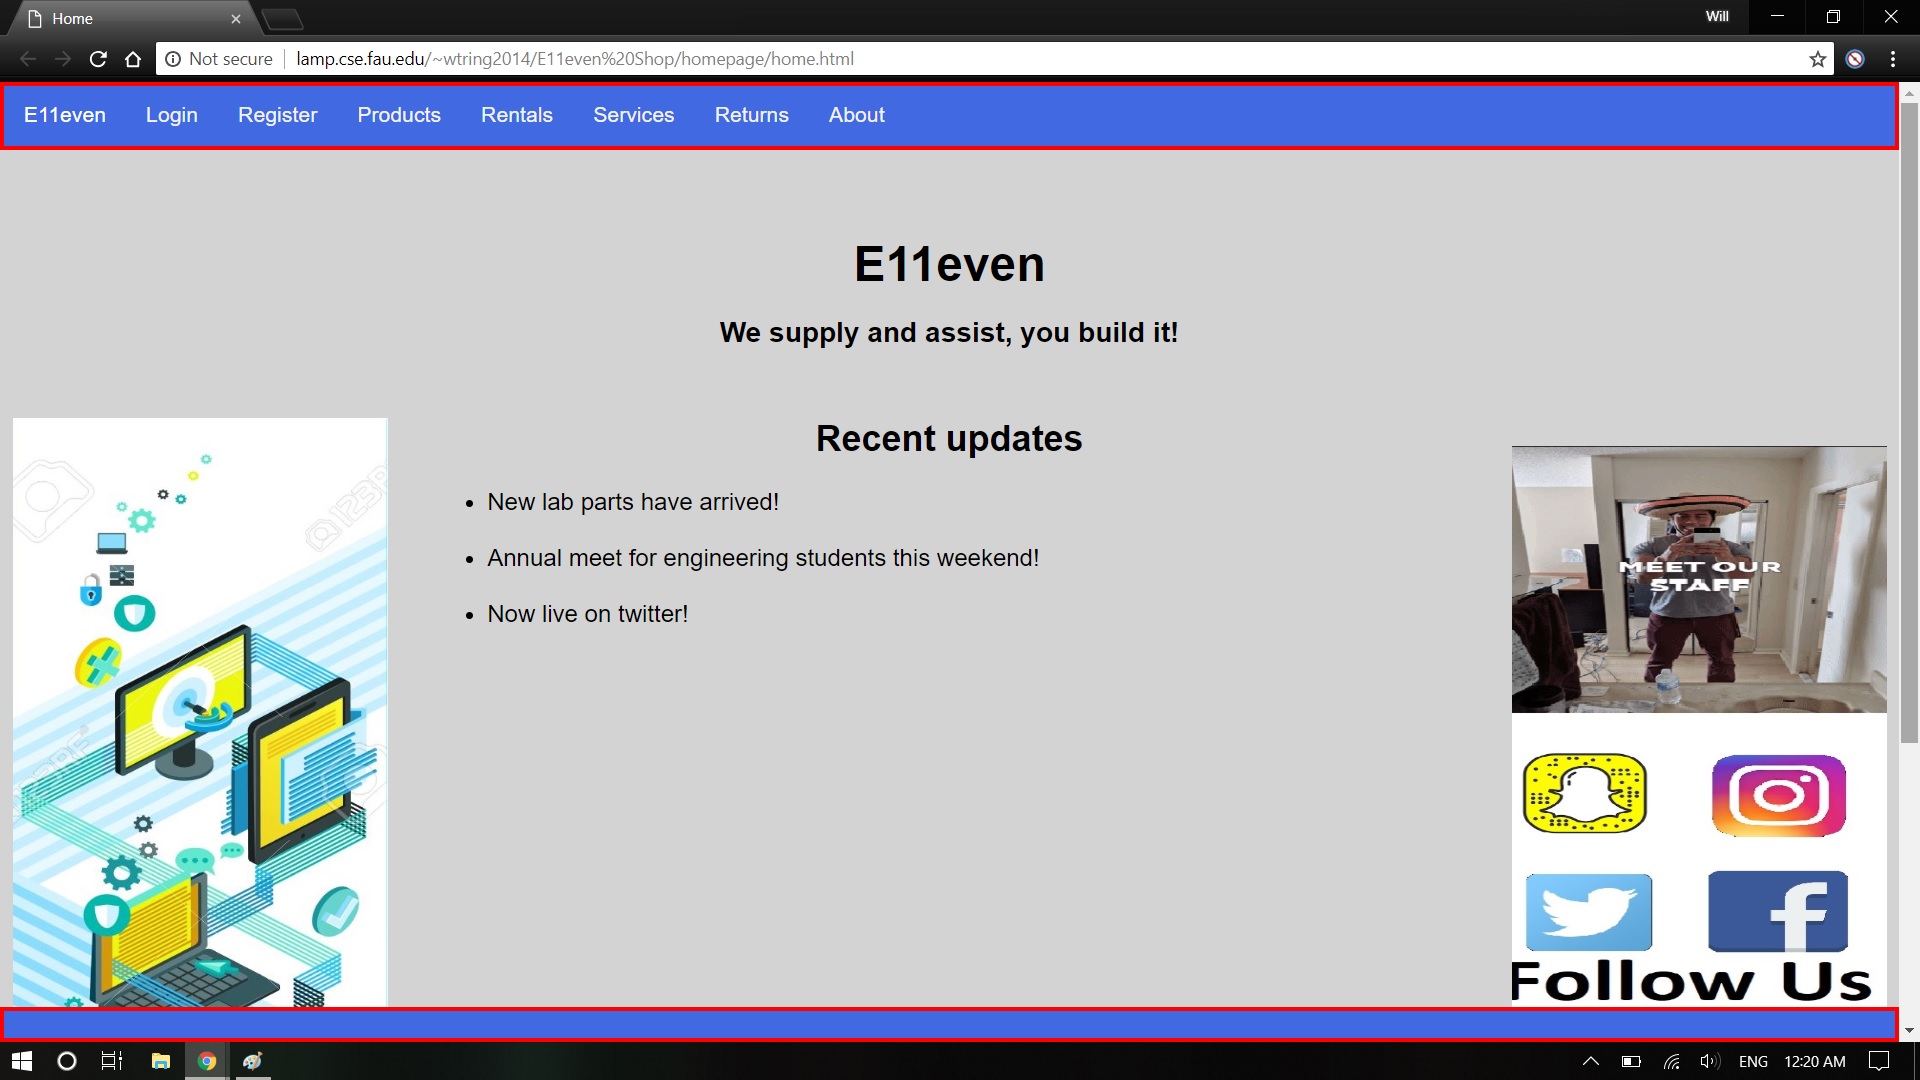 Home
Will
Not secure
lamp.cse.fau.edu/~wtring2014/E11even%20Shop/homepage/home.html
E11even Login Register Products Rentals Services Returns About
E11even
We supply and assist, you build it!
Recent updates
New lab parts have arrived!
Annual meet for engineering students this weekend!
Now live on twitter!
MEET OUR
STAFF
Follow Us
ENG 12:20 AM